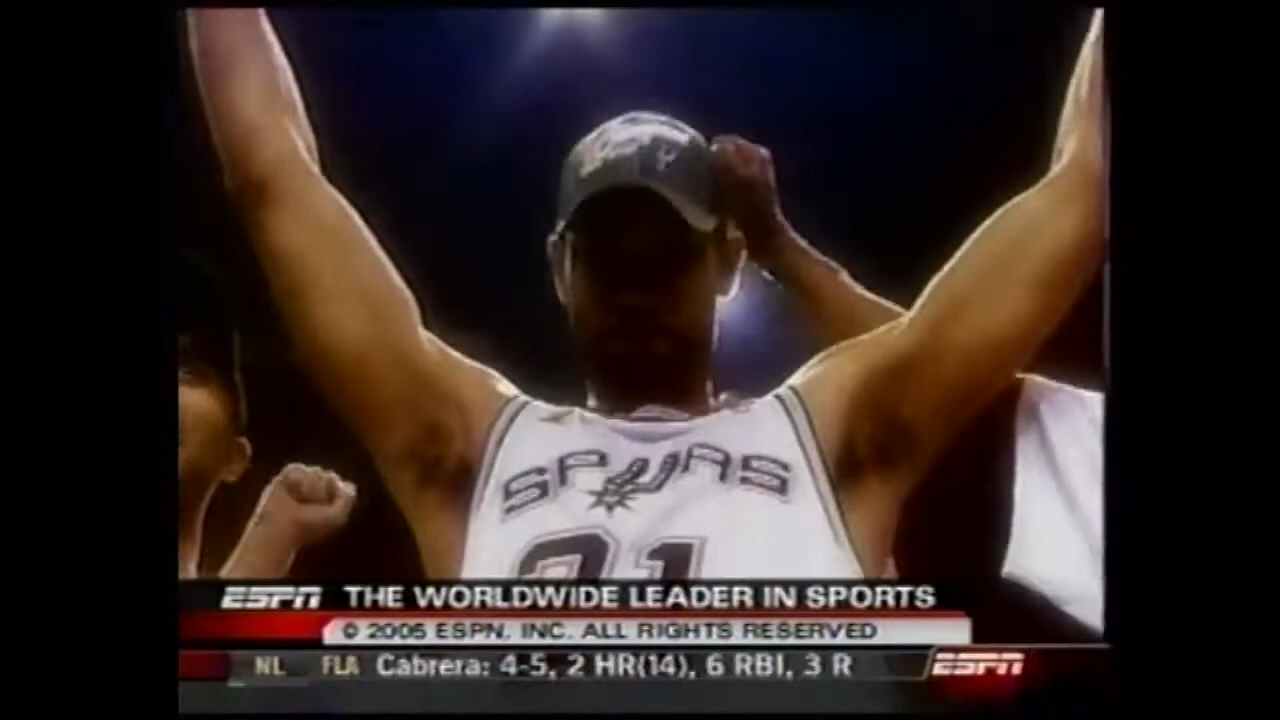 SPURS
21
ESPN THE WORLDWIDE LEADER IN SPORTS
© 2005 ESPN, INC. ALL RIGHTS RESERVED
NL FLA Cabrera: 4-5, 2 HR(14), 6 RBI, 3 R ESPN